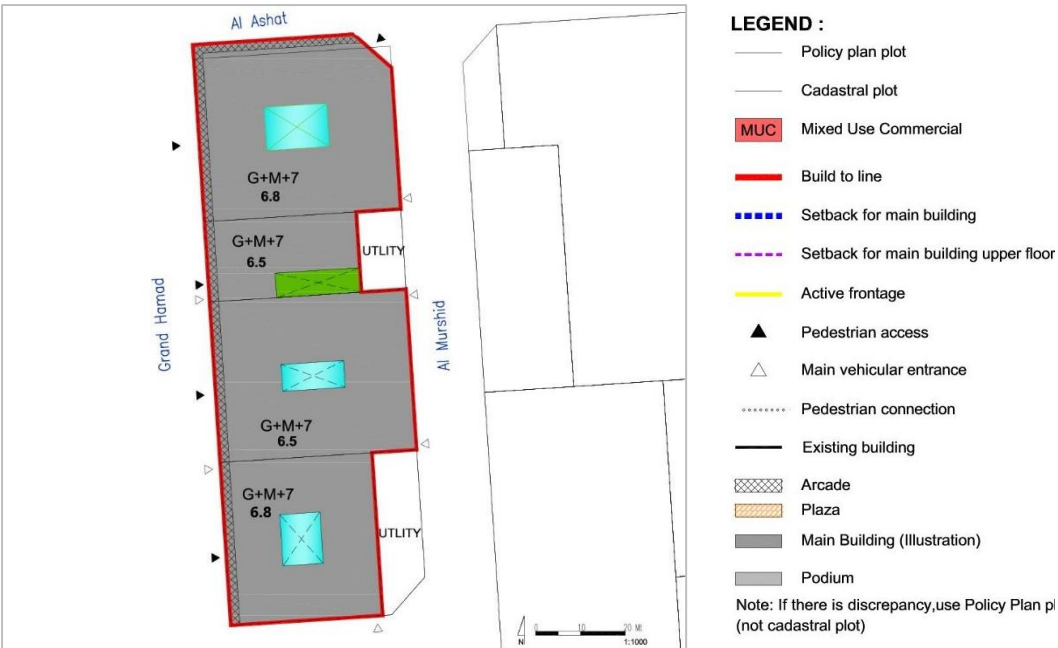 Al Ashat
G+M+7
6.8
G+M+7
6.5
UTLITY
Grand Hamad
Al Murshid
G+M+7
6.5
G+M+7
6.8
UTLITY
N
0 10 20 Mt
1:1000
LEGEND :
Policy plan plot
Cadastral plot
MUC Mixed Use Commercial
Build to line
Setback for main building
Setback for main building upper floor
Active frontage
Pedestrian access
Main vehicular entrance
Pedestrian connection
Existing building
Arcade
Plaza
Main Building (Illustration)
Podium
Note: If there is discrepancy,use Policy Plan pl
(not cadastral plot)